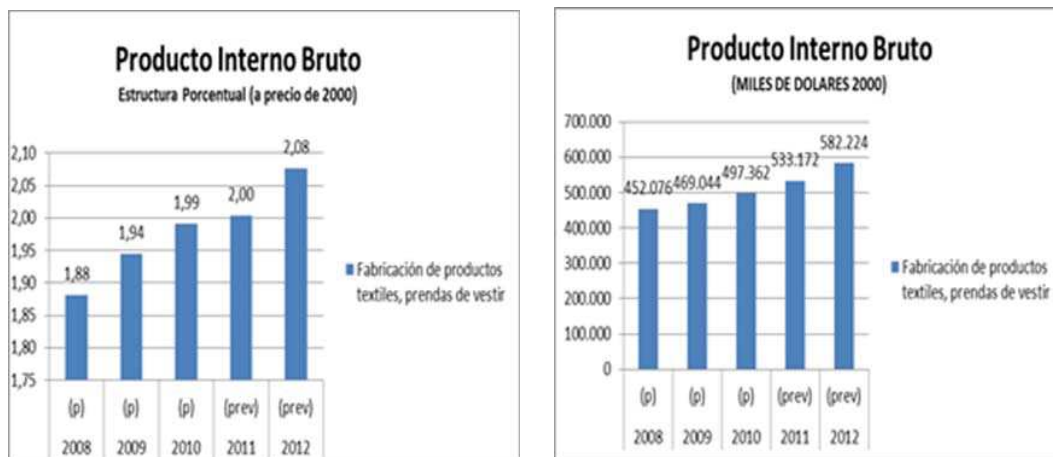 Producto Interno Bruto
Estructura Porcentual (a precio de 2000)
2,10
2,05
2,00
1,95
1,90
1,85
1,80
1,75
1,88
1,94
1,99
2,00
2,08
(p) (p) (p) (prev) (prev)
2008 2009 2010 2011 2012
Fabricación de productos
textiles, prendas de vestir
Producto Interno Bruto
(MILES DE DOLARES 2000)
700.000
600.000
500.000
400.000
300.000
200.000
100.000
0
452.076
469.044
497.362
533.172
582.224
(p) (p) (p) (prev) (prev)
2008 2009 2010 2011 2012
Fabricación de productos
textiles, prendas de vestir